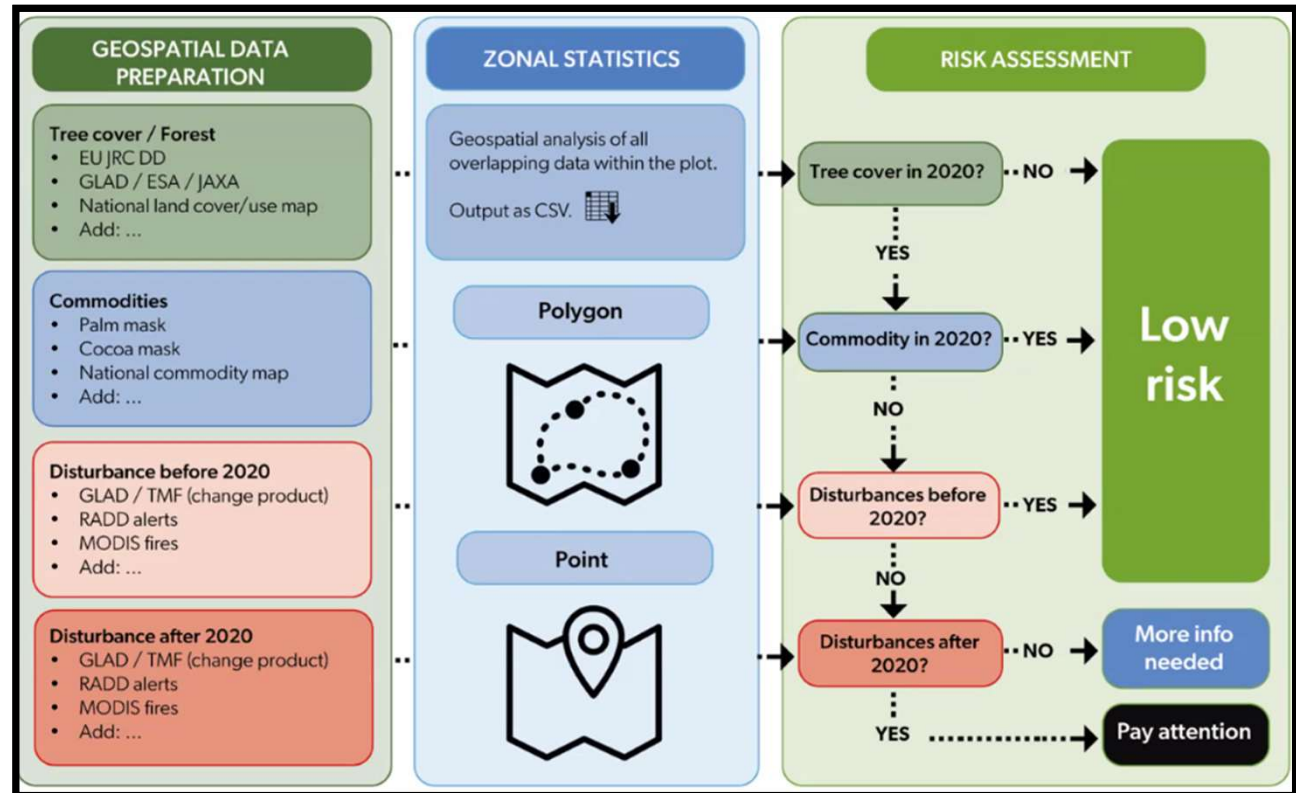 GEOSPATIAL DATA
PREPARATION
Tree cover / Forest
• EU JRC DD
• GLAD / ESA / JAXA
• National land cover/use map
• Add: ...
Commodities
• Palm mask
• Cocoa mask
• National commodity map
• Add: ...
Disturbance before 2020
• GLAD / TMF (change product)
• RADD alerts
• MODIS fires
• Add: ...
Disturbance after 2020
• GLAD / TMF (change product)
• RADD alerts
• MODIS fires
• Add: ...
ZONAL STATISTICS
Geospatial analysis of all
overlapping data within the plot.
Output as CSV.
Polygon
Point
RISK ASSESSMENT
Tree cover in 2020?
NO
YES
Commodity in 2020?
YES
NO
Disturbances before
2020?
YES
NO
Disturbances after
2020?
NO
YES
Low
risk
More info
needed
Pay attention